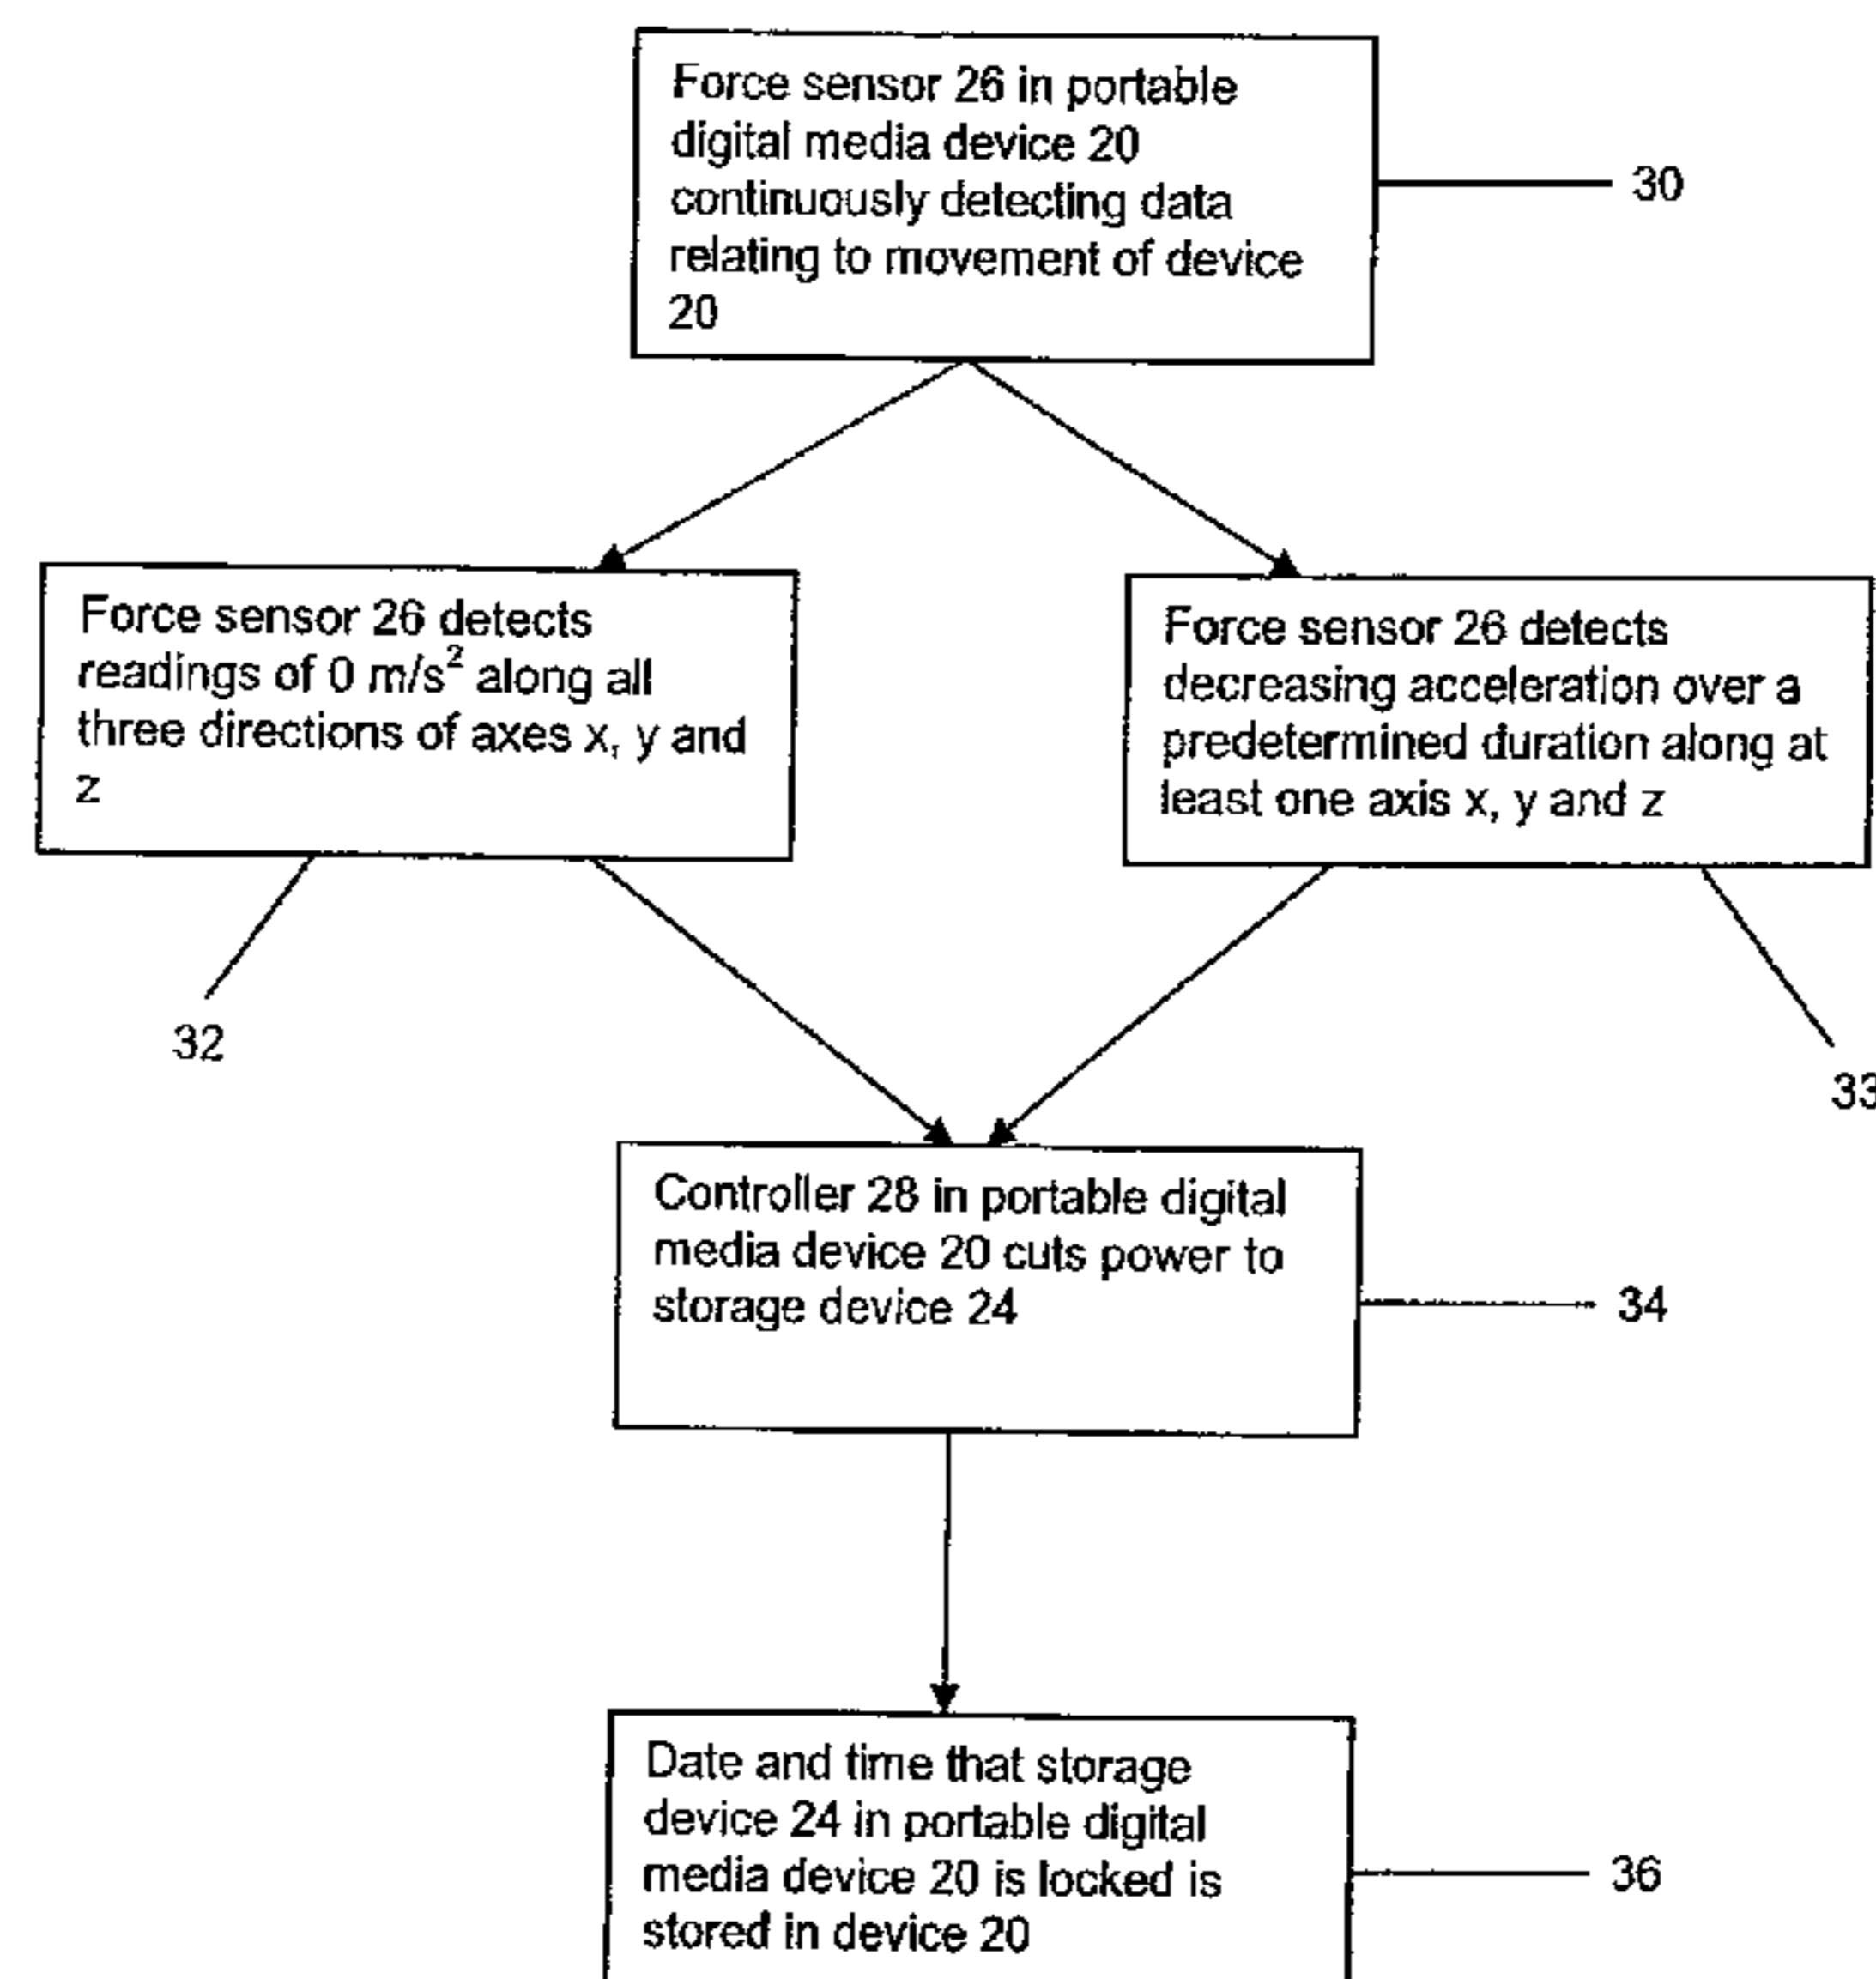 Force sensor 26 in portable
digital media device 20
continuously detecting data
relating to movement of device
20
30
Force sensor 26 detects
readings of 0 m/s² along all
three directions of axes x, y and
z
Force sensor 26 detects
decreasing acceleration over a
predetermined duration along at
least one axis x, y and z
32
33
Controller 28 in portable digital
media device 20 cuts power to
storage device 24
34
Date and time that storage
device 24 in portable digital
media device 20 is locked is
stored in device 20
36